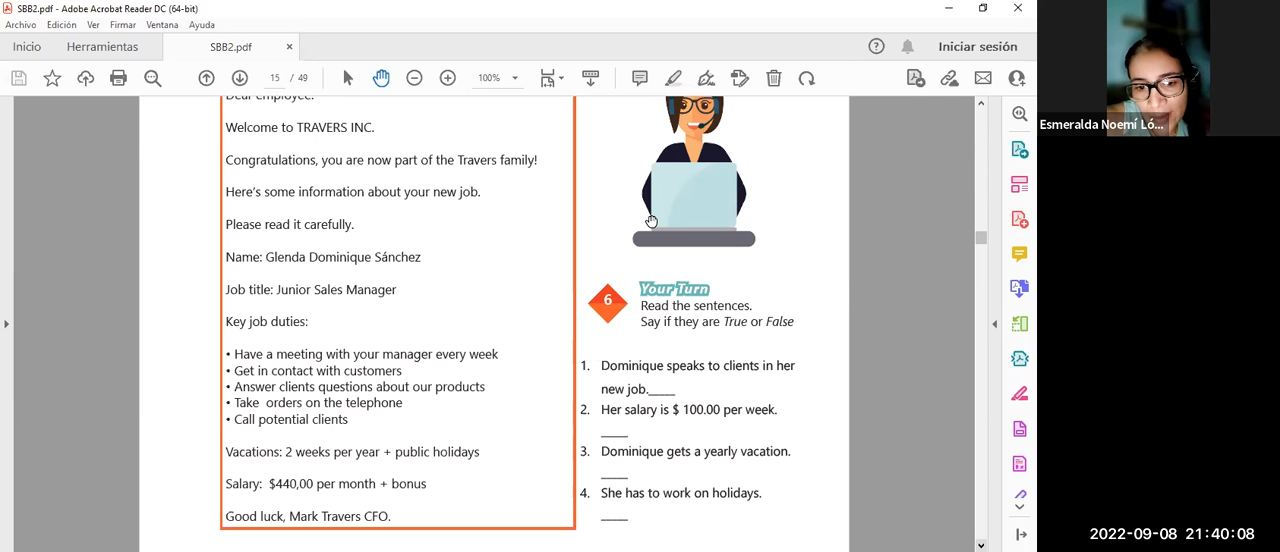 SBB2.pdf - Adobe Acrobat Reader DC (64-bit)
Archivo Edición Ver Firmar Ventana Ayuda
Inicio Herramientas SBB2.pdf × Iniciar sesión
15 / 49 100%
Dear employee:
Welcome to TRAVERS INC.
Congratulations, you are now part of the Travers family!
Here's some information about your new job.
Please read it carefully.
Name: Glenda Dominique Sánchez
Job title: Junior Sales Manager
Key job duties:
• Have a meeting with your manager every week
• Get in contact with customers
• Answer clients questions about our products
• Take orders on the telephone
• Call potential clients
Vacations: 2 weeks per year + public holidays
Salary: $440,00 per month + bonus
Good luck, Mark Travers CFO.
6
Your Turn
Read the sentences.
Say if they are True or False
1. Dominique speaks to clients in her
new job._____
2. Her salary is $ 100.00 per week.
_____
3. Dominique gets a yearly vacation.
_____
4. She has to work on holidays.
_____
Esmeralda Noemí Ló...
2022-09-08 21:40:08